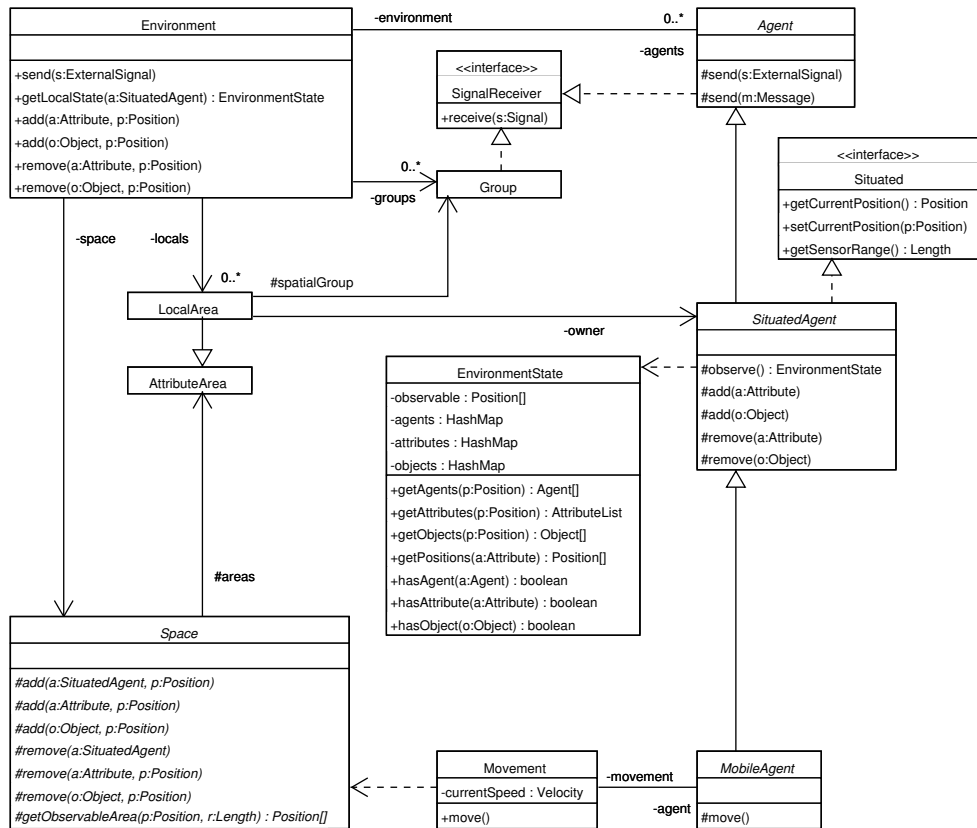 Environment
+send(s:ExternalSignal)
+getLocalState(a:SituatedAgent) : EnvironmentState
+add(a:Attribute, p:Position)
+add(o:Object, p:Position)
+remove(a:Attribute, p:Position)
+remove(o:Object, p:Position)
-environment
0..*
-agents
Agent
#send(s:ExternalSignal)
#send(m:Message)
<<interface>>
SignalReceiver
+receive(s:Signal)
<<interface>>
Situated
+getCurrentPosition() : Position
+setCurrentPosition(p:Position)
+getSensorRange() : Length
0..*
-groups
Group
-space
-locals
0..*
#spatialGroup
LocalArea
-owner
AttributeArea
SituatedAgent
#observe() : EnvironmentState
#add(a:Attribute)
#add(o:Object)
#remove(a:Attribute)
#remove(o:Object)
EnvironmentState
-observable : Position[]
-agents : HashMap
-attributes : HashMap
-objects : HashMap
+getAgents(p:Position) : Agent[]
+getAttributes(p:Position) : AttributeList
+getObjects(p:Position) : Object[]
+getPositions(a:Attribute) : Position[]
+hasAgent(a:Agent) : boolean
+hasAttribute(a:Attribute) : boolean
+hasObject(o:Object) : boolean
#areas
Space
#add(a:SituatedAgent, p:Position)
#add(a:Attribute, p:Position)
#add(o:Object, p:Position)
#remove(a:SituatedAgent)
#remove(a:Attribute, p:Position)
#remove(o:Object, p:Position)
#getObservableArea(p:Position, r:Length) : Position[]
Movement
-currentSpeed : Velocity
+move()
-movement
-agent
MobileAgent
#move()